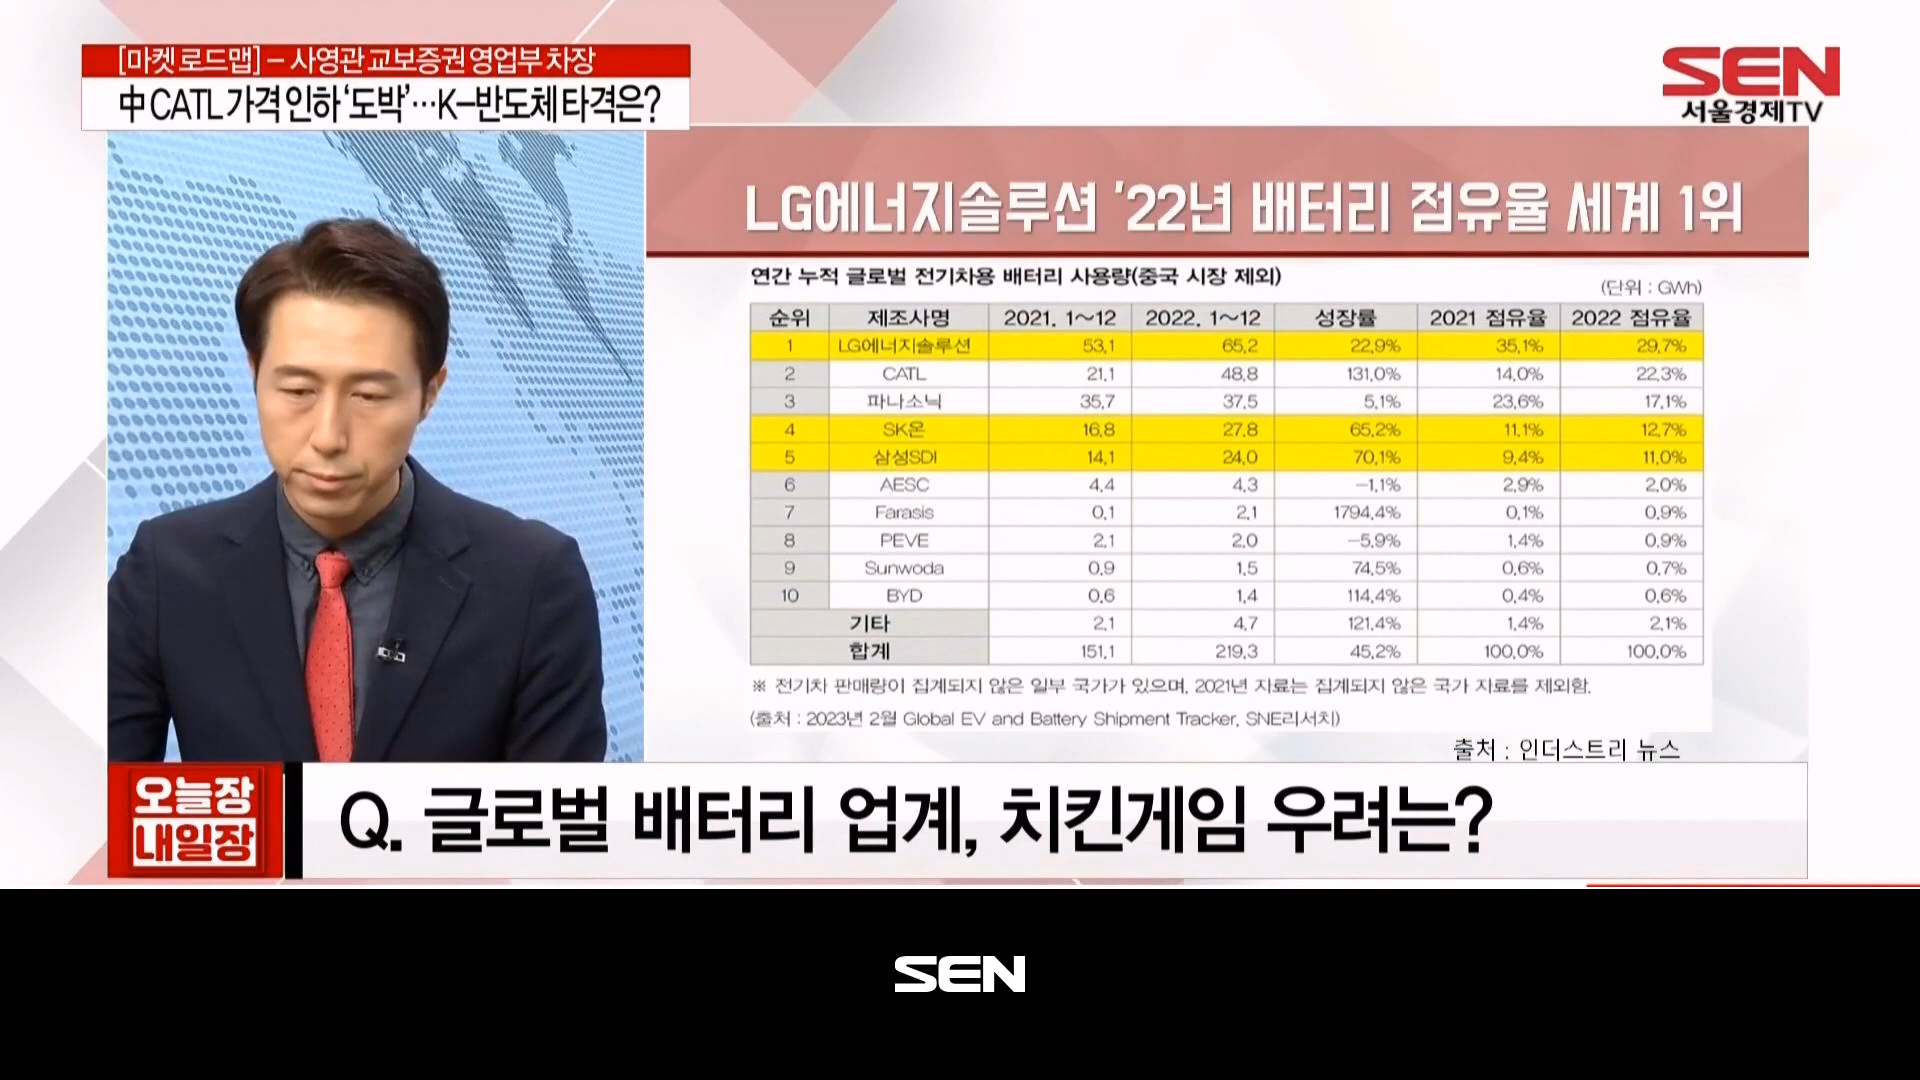 [마켓 로드맵] - 사영관 교보증권 영업부 차장
中 CATL 가격 인하 ‘도박’…K-반도체 타격은?
SEN
서울경제TV
LG에너지솔루션 ’22년 배터리 점유율 세계 1위
연간 누적 글로벌 전기차용 배터리 사용량(중국 시장 제외)
(단위 : GWh)
순위 제조사명 2021. 1~12 2022. 1~12 성장률 2021 점유율 2022 점유율
1 LG에너지솔루션 53.1 65.2 22.9% 35.1% 29.7%
2 CATL 21.1 48.8 131.0% 14.0% 22.3%
3 파나소닉 35.7 37.5 5.1% 23.6% 17.1%
4 SK온 16.8 27.8 65.2% 11.1% 12.7%
5 삼성SDI 14.1 24.0 70.1% 9.4% 11.0%
6 AESC 4.4 4.3 -1.1% 2.9% 2.0%
7 Farasis 0.1 2.1 1794.4% 0.1% 0.9%
8 PEVE 2.1 2.0 -5.9% 1.4% 0.9%
9 Sunwoda 0.9 1.5 74.5% 0.6% 0.7%
10 BYD 0.6 1.4 114.4% 0.4% 0.6%
기타 2.1 4.7 121.4% 1.4% 2.1%
합계 151.1 219.3 45.2% 100.0% 100.0%
※ 전기차 판매량이 집계되지 않은 일부 국가가 있으며, 2021년 자료는 집계되지 않은 국가 자료를 제외함.
(출처 : 2023년 2월 Global EV and Battery Shipment Tracker, SNE리서치)
출처 : 인더스트리 뉴스
오늘장
내일장
Q. 글로벌 배터리 업계, 치킨게임 우려는?
SEN